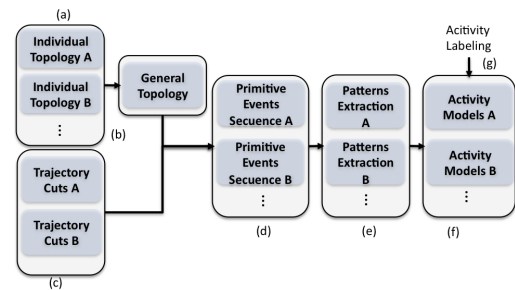 (a)
Individual
Topology A
Individual
Topology B
⋮
General
Topology
(b)
Trajectory
Cuts A
Trajectory
Cuts B
(c)
Primitive
Events
Secuence A
Primitive
Events
Secuence B
⋮
(d)
Patterns
Extraction
A
Patterns
Extraction
B
⋮
(e)
Acitivity
Labeling
(g)
Activity
Models A
Activity
Models B
⋮
(f)